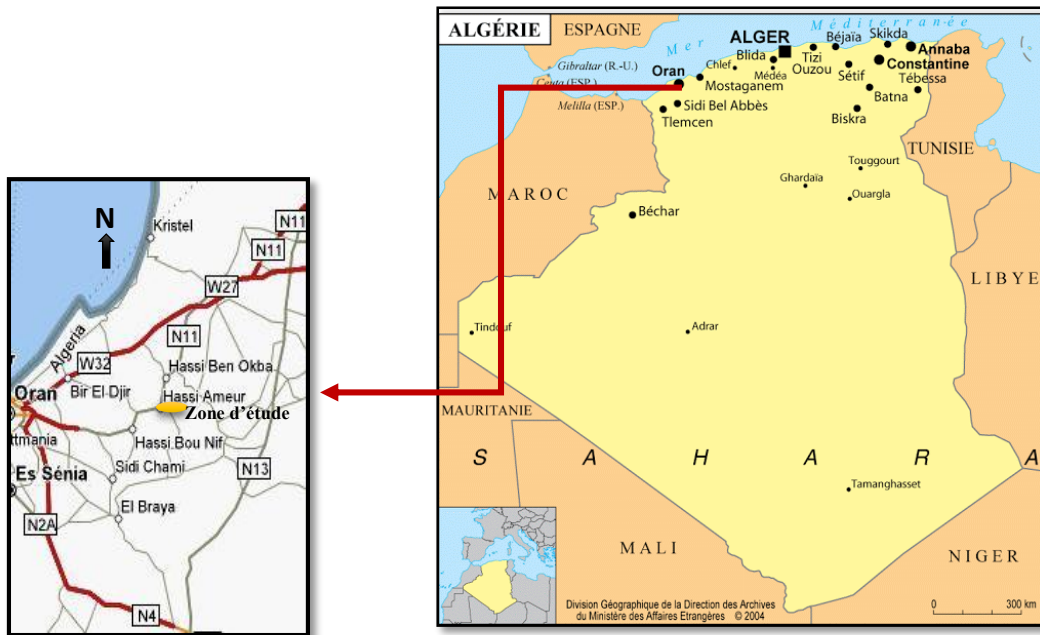 N
Kristel
N11
N11
W27
N11
Algeria
W32
Hassi Ben Okba
Oran
Bir El Djir
Hassi Ameur
Zone d'étude
ttmania
Hassi Bou Nif
Es Sénia
Sidi Chami
N13
El Braya
N2A
N4
ALGÉRIE
ESPAGNE
Mer Méditerranée
Gibraltar (R.-U.)
Ceuta (ESP.)
Melilla (ESP.)
ALGER
Blida
Chlef
Médéa
Tizi
Ouzou
Béjaïa
Skikda
Annaba
Constantine
Oran
Mostaganem
Sétif
Tébessa
Sidi Bel Abbès
Batna
Tlemcen
Biskra
TUNISIE
Touggourt
Ghardaïa
Ouargla
MAROC
Béchar
LIBYE
Tindouf
Adrar
MAURITANIE
SAHARA
Tamanghasset
MALI
NIGER
Division Géographique de la Direction des Archives
du Ministère des Affaires Etrangères © 2004
0 300 km